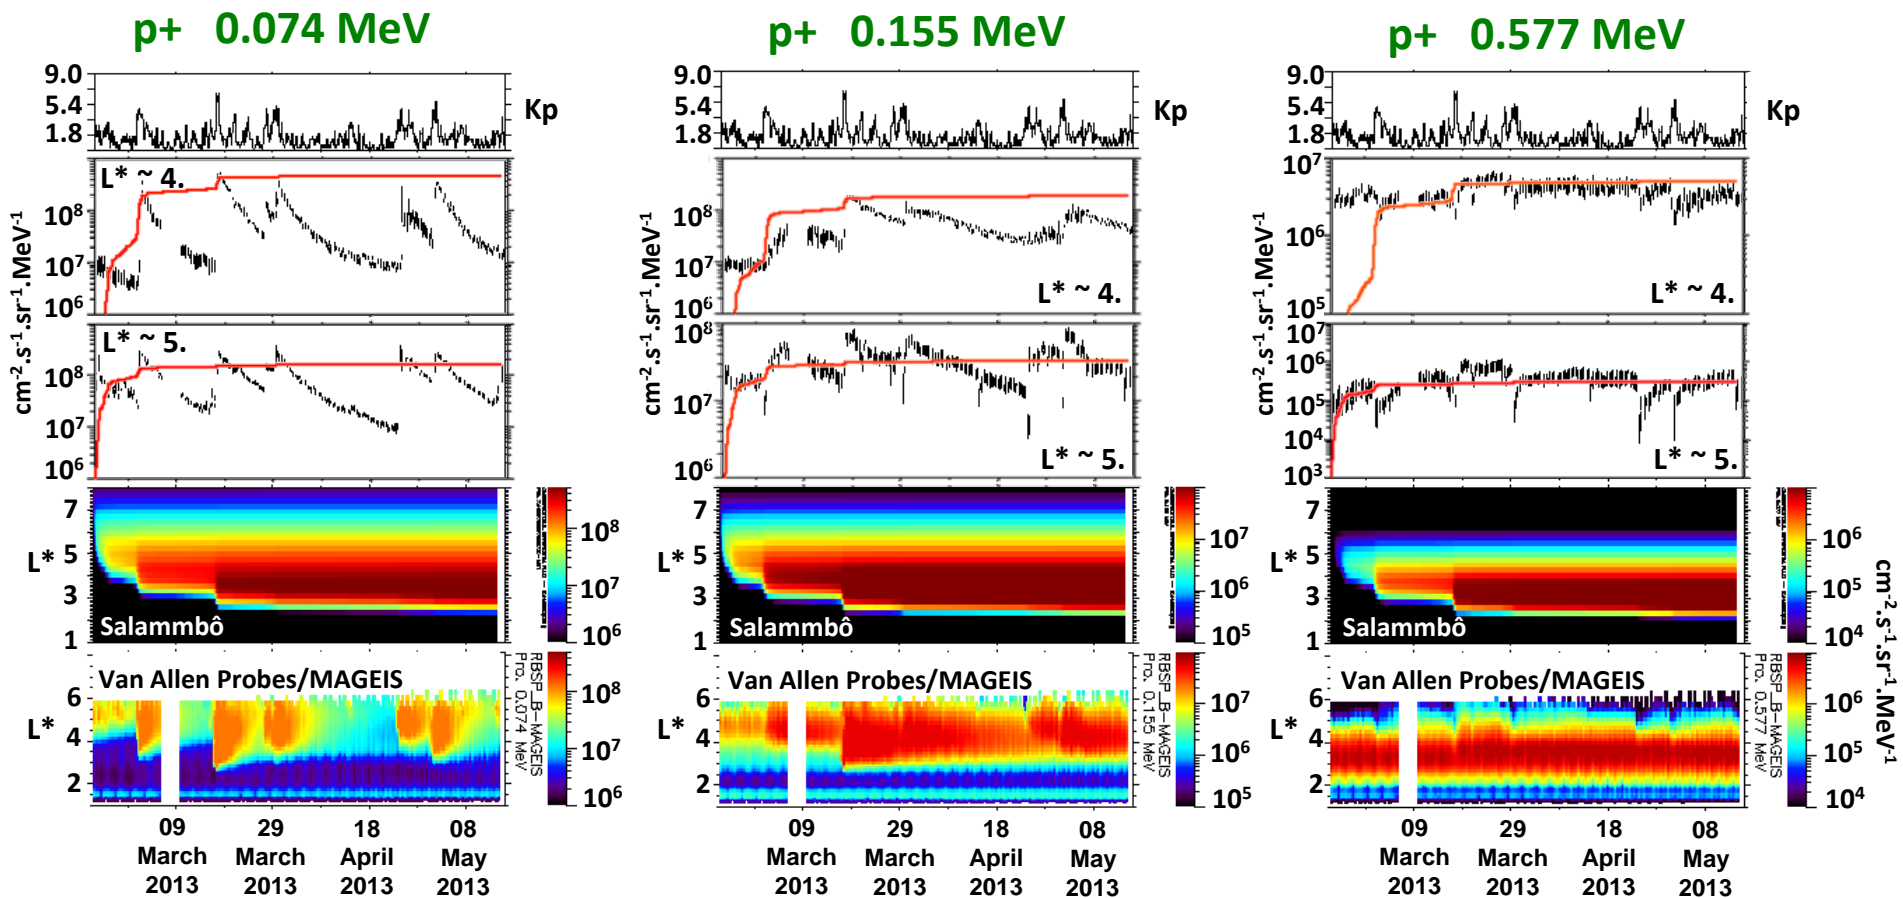 p+ 0.074 MeV
9.0
5.4
1.8
Kp
L* ~ 4.
10⁸
10⁷
10⁶
L* ~ 5.
10⁸
10⁷
10⁶
cm⁻².s⁻¹.sr⁻¹.MeV⁻¹
7
5
3
1
L*
Salammbô
10⁸
10⁷
10⁶
Van Allen Probes/MAGEIS
6
4
2
L*
10⁸
10⁷
10⁶
RBSP_B-MAGEIS
Pro. 0.074 MeV
09 29 18 08
March March April May
2013 2013 2013 2013
p+ 0.155 MeV
9.0
5.4
1.8
Kp
10⁸
10⁷
10⁶
L* ~ 4.
10⁸
10⁷
10⁶
L* ~ 5.
cm⁻².s⁻¹.sr⁻¹.MeV⁻¹
7
5
3
1
L*
Salammbô
10⁷
10⁶
10⁵
Van Allen Probes/MAGEIS
6
4
2
L*
10⁷
10⁶
10⁵
RBSP_B-MAGEIS
Pro. 0.155 MeV
09 29 18 08
March March April May
2013 2013 2013 2013
p+ 0.577 MeV
9.0
5.4
1.8
Kp
10⁷
10⁶
10⁵
L* ~ 4.
10⁷
10⁶
10⁵
10⁴
10³
L* ~ 5.
cm⁻².s⁻¹.sr⁻¹.MeV⁻¹
7
5
3
1
L*
Salammbô
10⁶
10⁵
10⁴
Van Allen Probes/MAGEIS
6
4
2
L*
10⁶
10⁵
10⁴
RBSP_B-MAGEIS
Pro. 0.577 MeV
cm⁻².s⁻¹.sr⁻¹.MeV⁻¹
09 29 18 08
March March April May
2013 2013 2013 2013